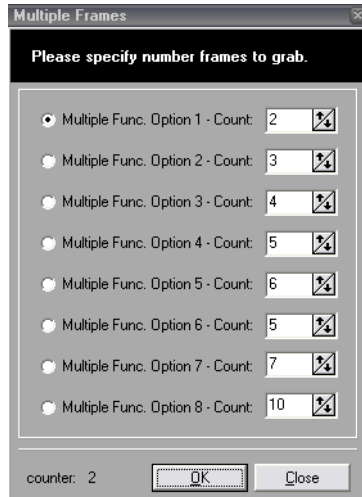 Multiple Frames
Please specify number frames to grab.
Multiple Func. Option 1 - Count: 2
Multiple Func. Option 2 - Count: 3
Multiple Func. Option 3 - Count: 4
Multiple Func. Option 4 - Count: 5
Multiple Func. Option 5 - Count: 6
Multiple Func. Option 6 - Count: 5
Multiple Func. Option 7 - Count: 7
Multiple Func. Option 8 - Count: 10
counter: 2 OK Close